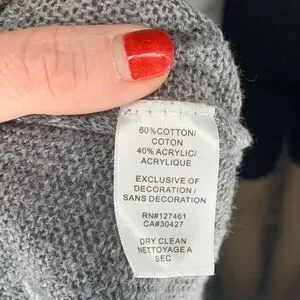 60%COTTON/
COTON
40% ACRYLIC/
ACRYLIQUE
EXCLUSIVE OF
DECORATION/
SANS DECORATION
RN#127461
CA#30427
DRY CLEAN
NETTOYAGE A
SEC